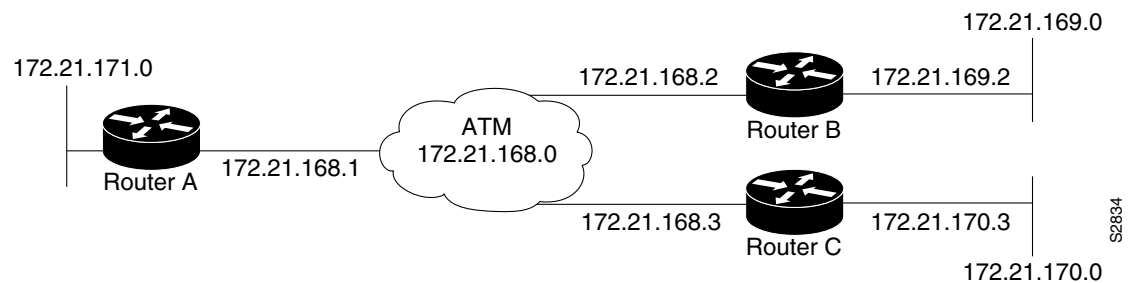 172.21.169.0
172.21.171.0
172.21.168.2
172.21.169.2
Router B
ATM
172.21.168.0
Router A
172.21.168.1
172.21.168.3
172.21.170.3
Router C
172.21.170.0
S2834